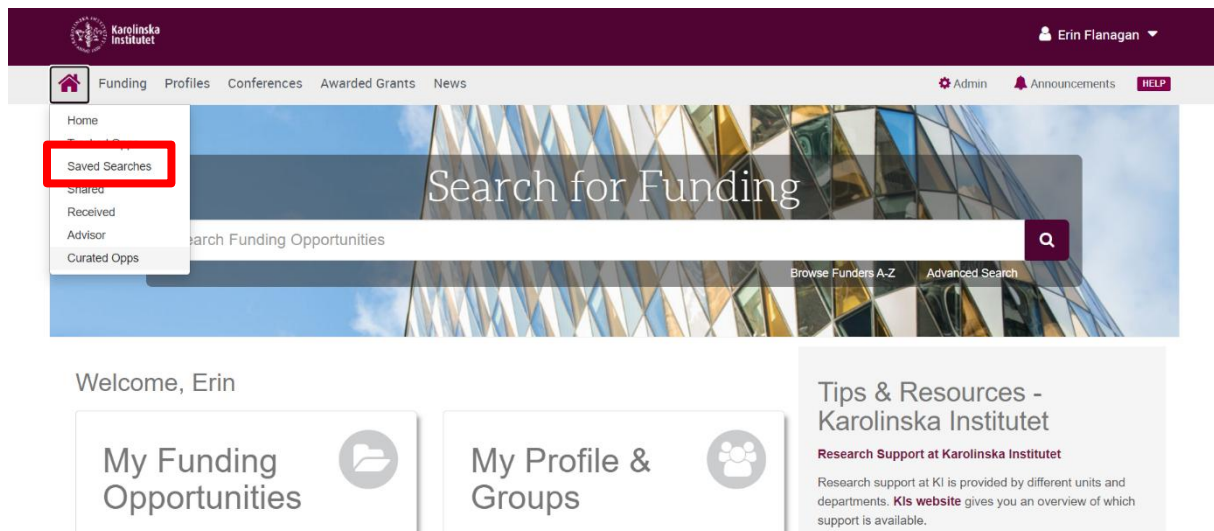 Karolinska
Institutet
Erin Flanagan
Funding Profiles Conferences Awarded Grants News
Admin Announcements HELP
Home
Saved Searches
Shared
Received
Advisor
Curated Opps
Search for Funding
Funding Opportunities
Browse Funders A-Z Advanced Search
Welcome, Erin
My Funding
Opportunities
My Profile &
Groups
Tips & Resources -
Karolinska Institutet
Research Support at Karolinska Institutet
Research support at KI is provided by different units and
departments. KIs website gives you an overview of which
support is available.